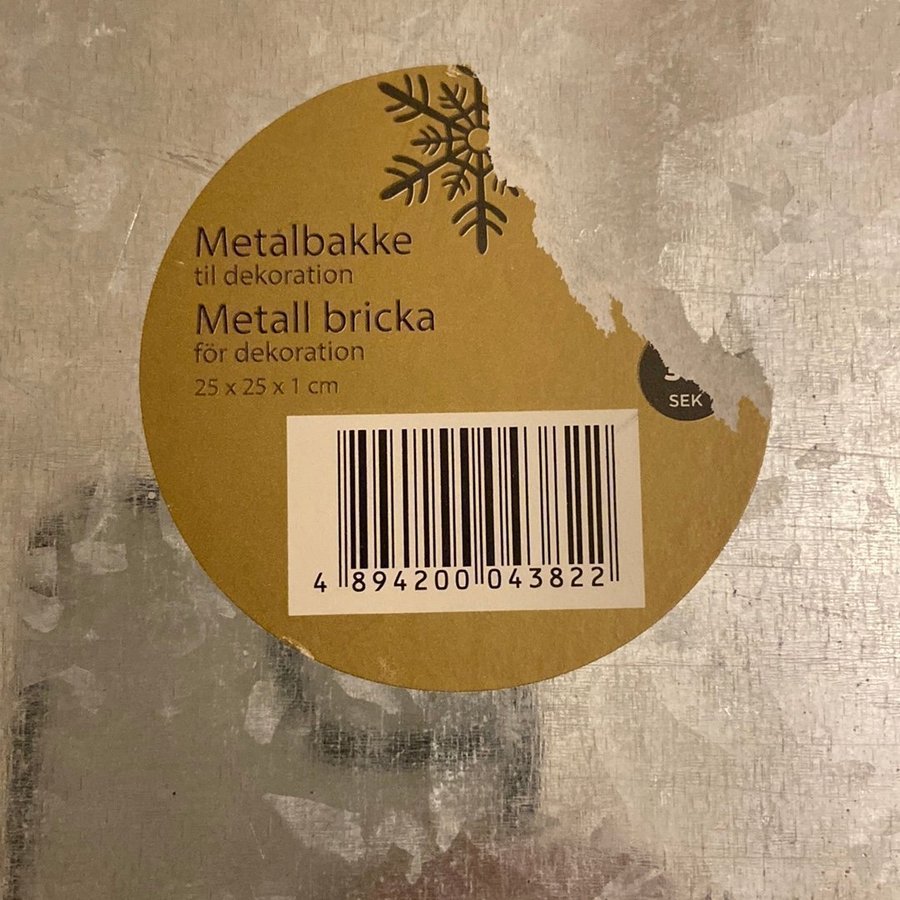 Metalbakke
til dekoration
Metall bricka
för dekoration
25 x 25 x 1 cm
SEK
4 894200 043822